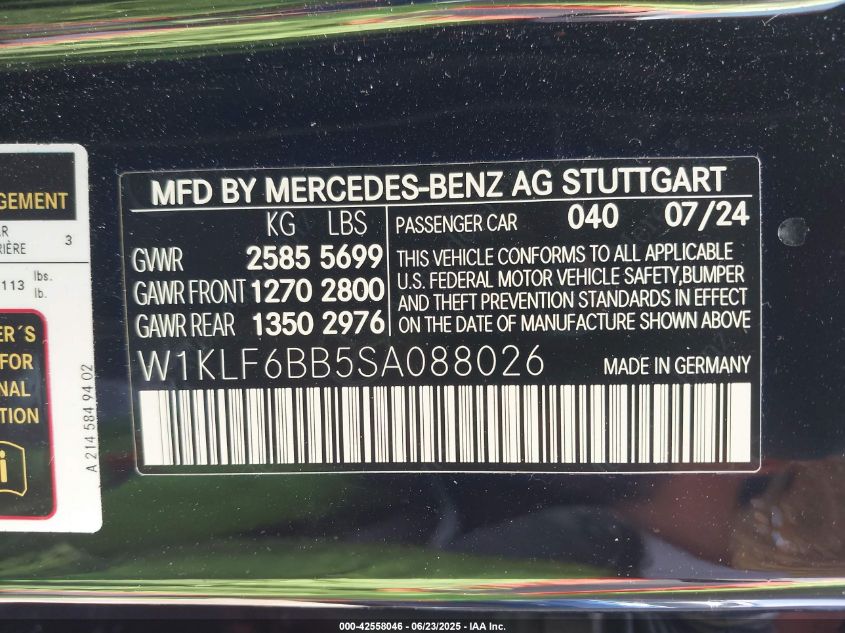 GEMENT
R
RIÈRE 3
113 lbs.
lb.
ER´S
FOR
NAL
TION
i
A 214 584 94 02
MFD BY MERCEDES-BENZ AG STUTTGART
KG LBS
GVWR 2585 5699
GAWR FRONT 1270 2800
GAWR REAR 1350 2976
PASSENGER CAR 040 07/24
THIS VEHICLE CONFORMS TO ALL APPLICABLE
U.S. FEDERAL MOTOR VEHICLE SAFETY,BUMPER
AND THEFT PREVENTION STANDARDS IN EFFECT
ON THE DATE OF MANUFACTURE SHOWN ABOVE
W1KLF6BB5SA088026 MADE IN GERMANY
000-42558046 - 06/23/2025 - IAA Inc.